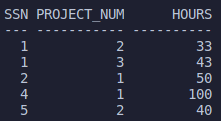 SSN PROJECT_NUM      HOURS
--- ----------- ----------
  1           2         33
  1           3         43
  2           1         50
  4           1        100
  5           2         40